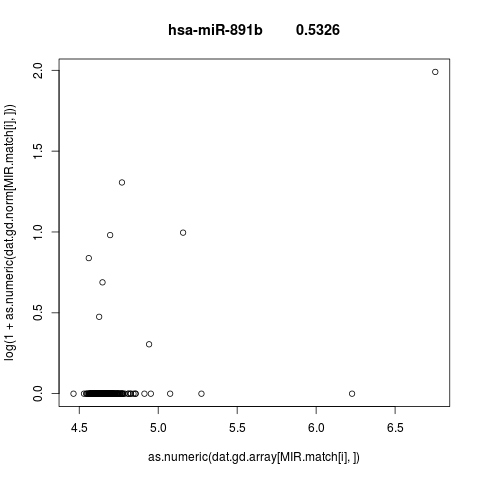 hsa-miR-891b 0.5326
log(1 + as.numeric(dat.gd.norm[MIR.match[i], ]))
2.0
1.5
1.0
0.5
0.0
4.5 5.0 5.5 6.0 6.5
as.numeric(dat.gd.array[MIR.match[i], ])